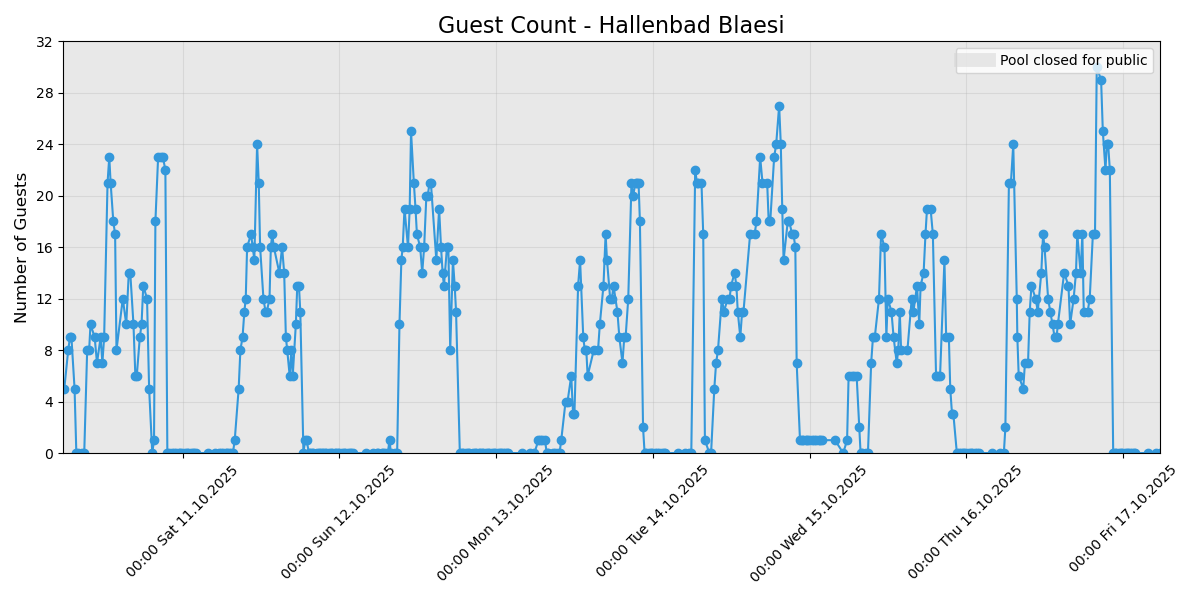 Guest Count - Hallenbad Blaesi
Number of Guests
32
28
24
20
16
12
8
4
0
Pool closed for public
00:00 Sat 11.10.2025
00:00 Sun 12.10.2025
00:00 Mon 13.10.2025
00:00 Tue 14.10.2025
00:00 Wed 15.10.2025
00:00 Thu 16.10.2025
00:00 Fri 17.10.2025